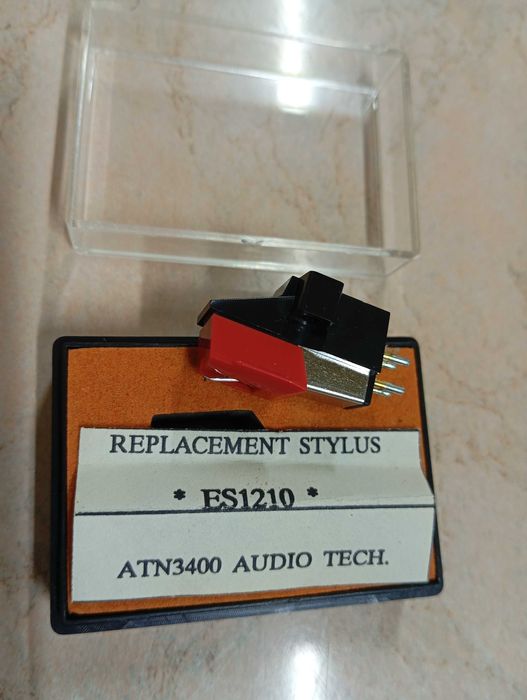 REPLACEMENT STYLUS
* ES1210 *
ATN3400 AUDIO TECH.